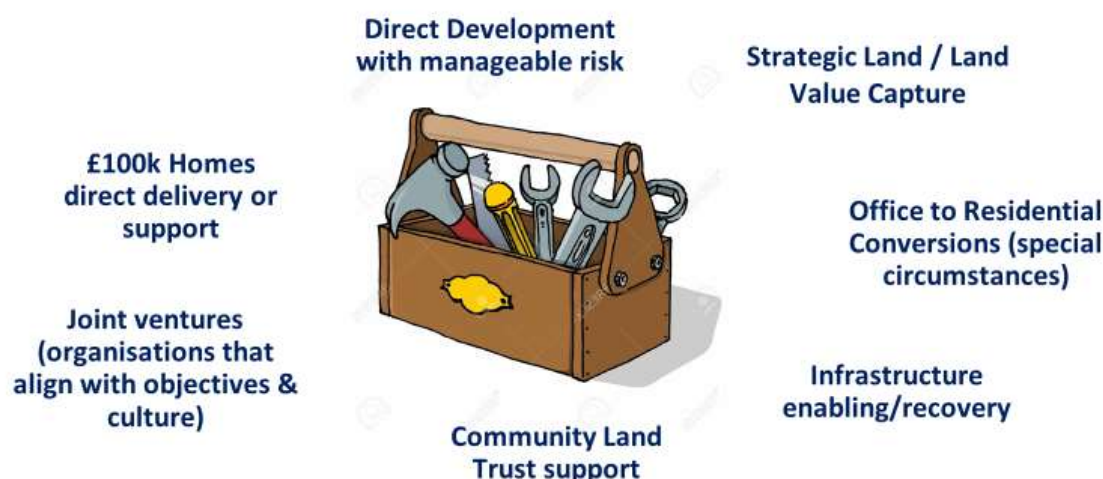 Direct Development
with manageable risk
Strategic Land / Land
Value Capture
£100k Homes
direct delivery or
support
Office to Residential
Conversions (special
circumstances)
Joint ventures
(organisations that
align with objectives &
culture)
Infrastructure
enabling/recovery
Community Land
Trust support